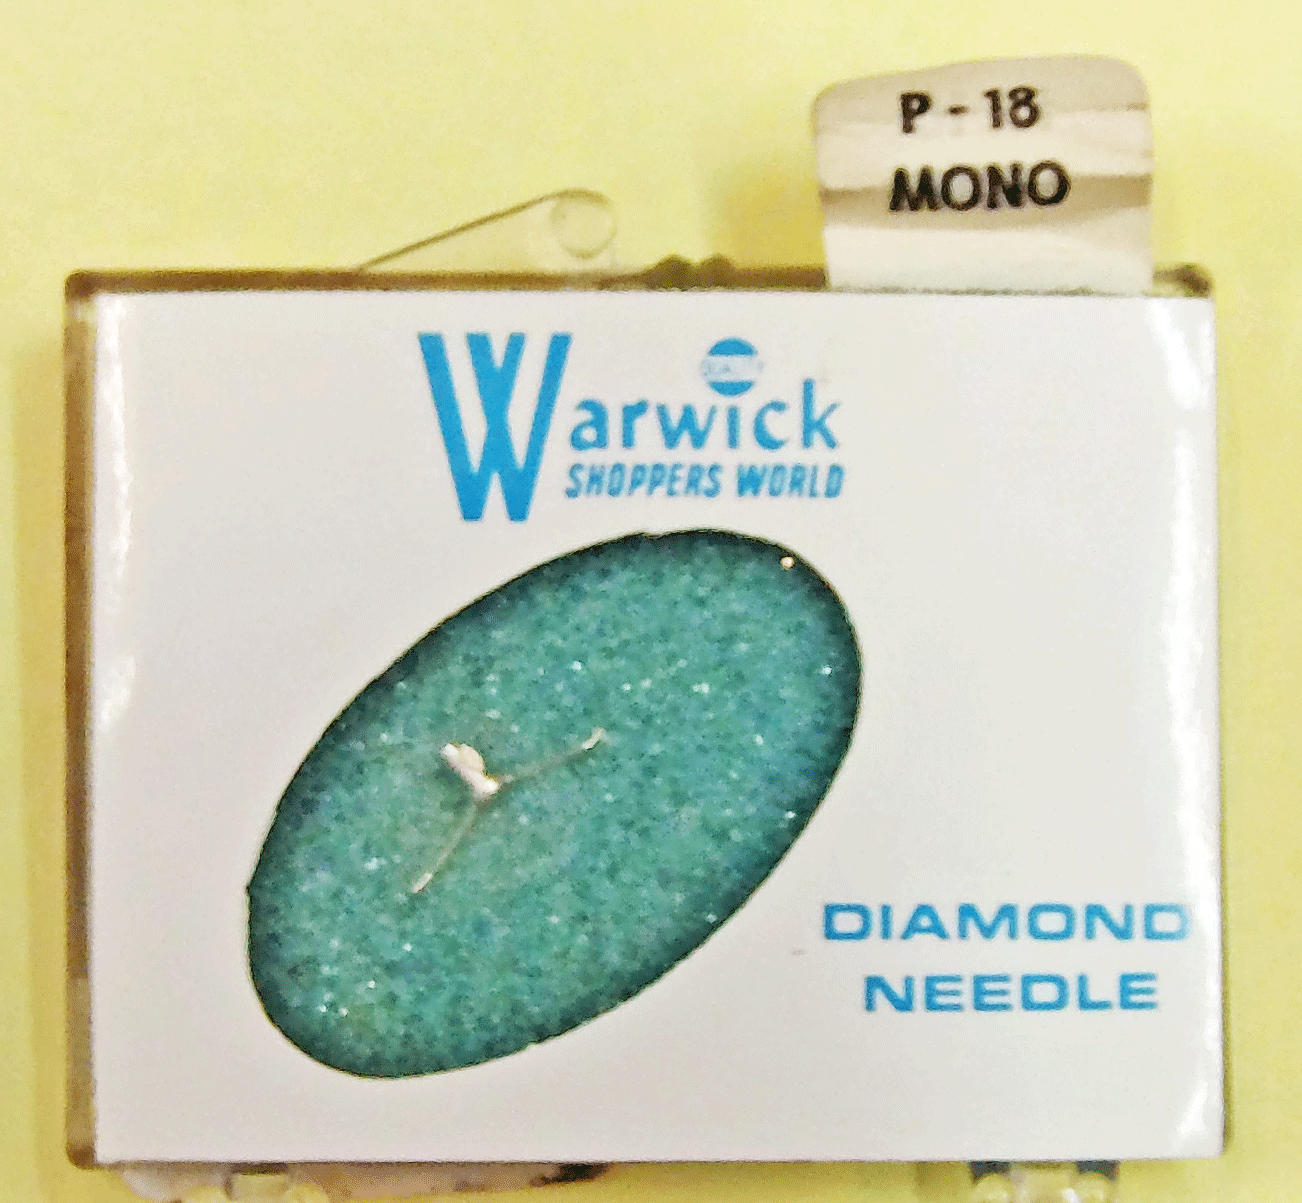 P - 18
MONO
Warwick
SHOPPERS WORLD
DIAMOND
NEEDLE